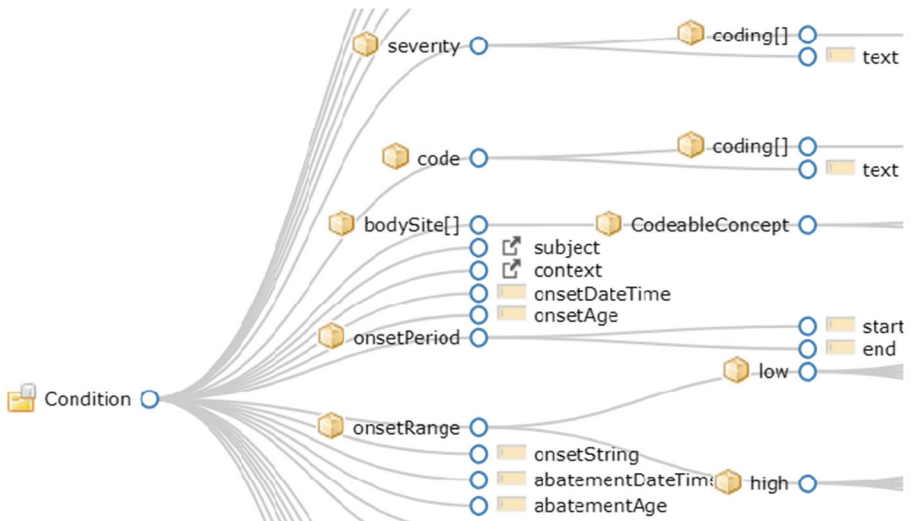 severity
coding[]
text
code
coding[]
text
bodySite[]
CodeableConcept
subject
context
onsetDateTime
onsetAge
onsetPeriod
start
end
low
Condition
onsetRange
onsetString
abatementDateTime
high
abatementAge